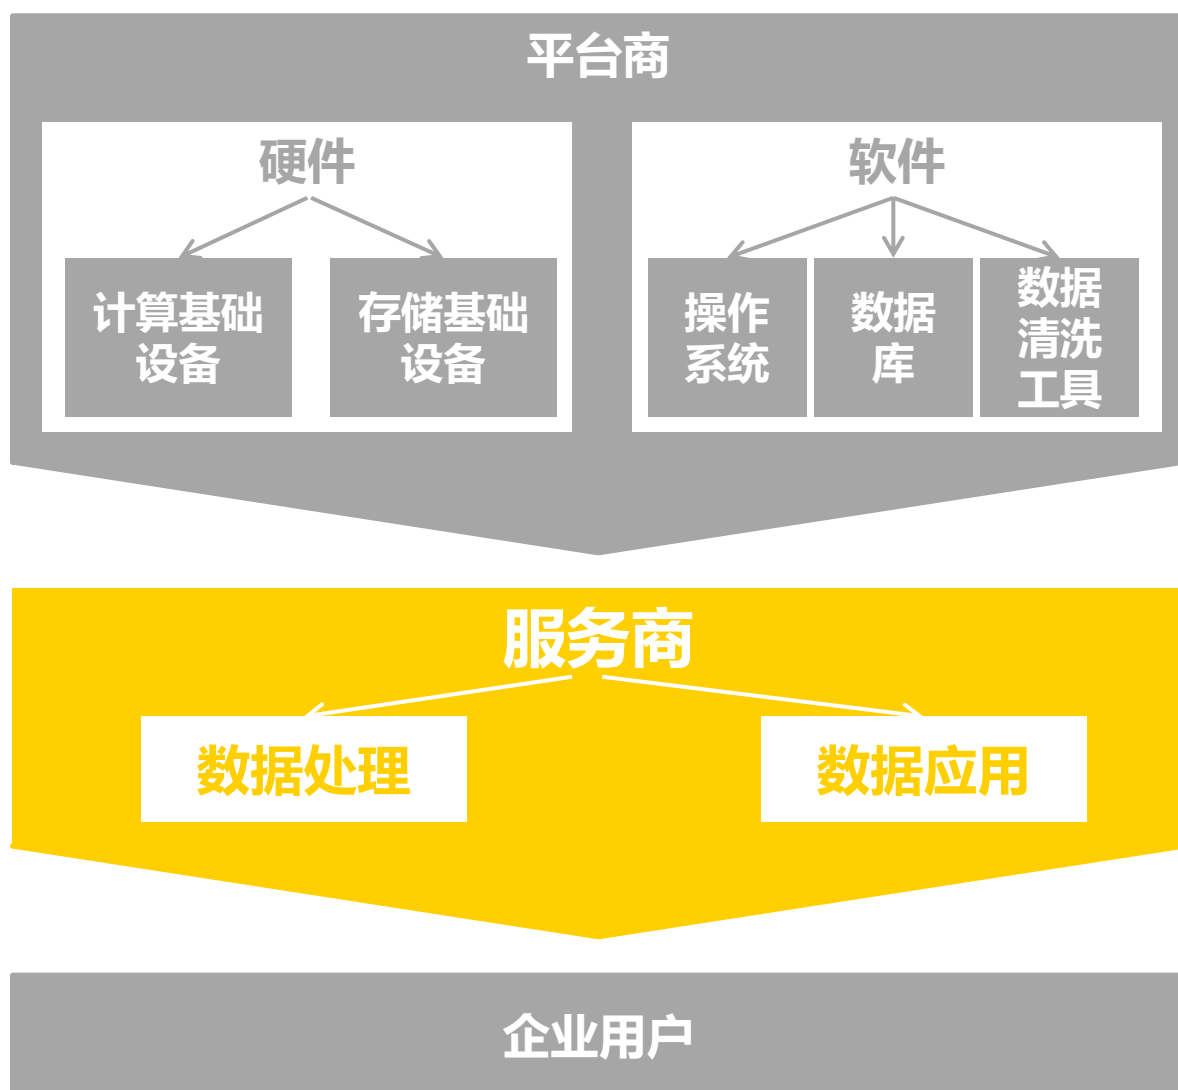 平台商
硬件
软件
计算基础
设备
存储基础
设备
操作
系统
数据
库
数据
清洗
工具
服务商
数据处理
数据应用
企业用户